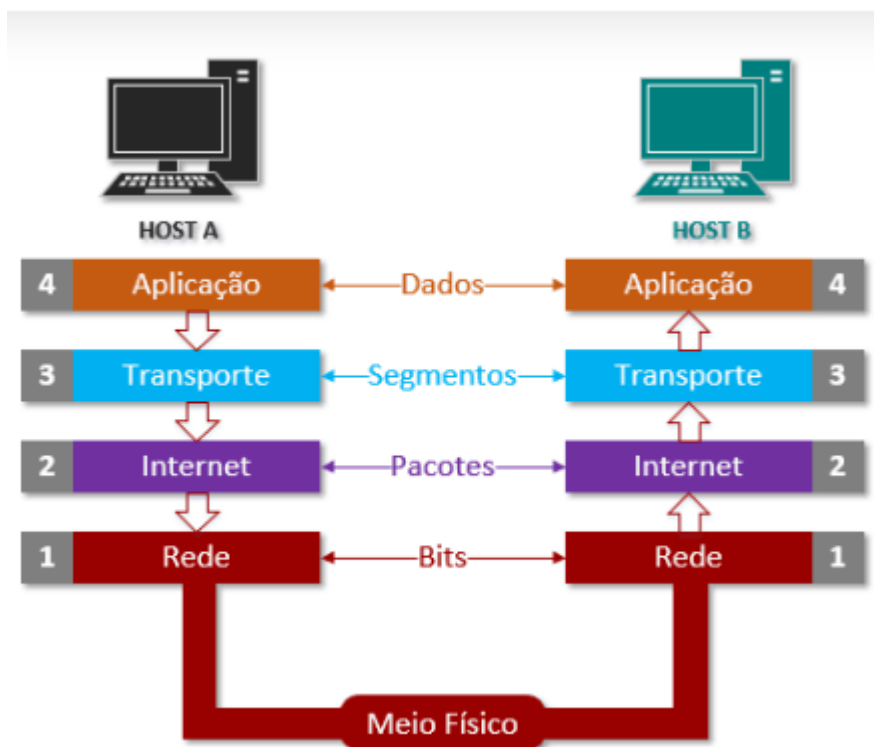 HOST A HOST B
4 Aplicação Dados Aplicação 4
3 Transporte Segmentos Transporte 3
2 Internet Pacotes Internet 2
1 Rede Bits Rede 1
Meio Físico